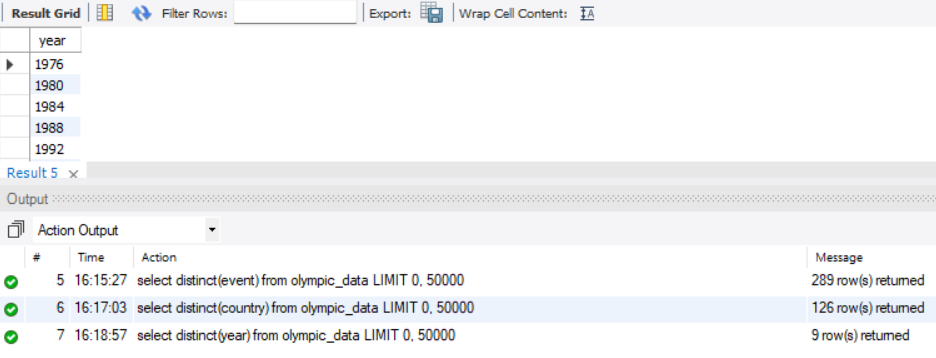 Result Grid Filter Rows: Export: Wrap Cell Content: IA
year
1976
1980
1984
1988
1992
Result 5 ×
Output
Action Output
# Time Action Message
5 16:15:27 select distinct(event) from olympic_data LIMIT 0, 50000 289 row(s) returned
6 16:17:03 select distinct(country) from olympic_data LIMIT 0, 50000 126 row(s) returned
7 16:18:57 select distinct(year) from olympic_data LIMIT 0, 50000 9 row(s) returned